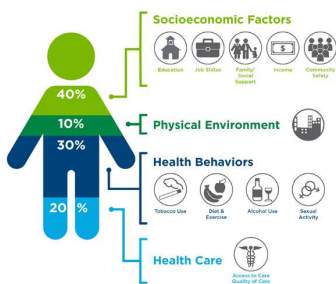 Socioeconomic Factors
Education
Job Status
Family/
Social
Support
Income
Community
Safety
40%
10%
Physical Environment
30%
Health Behaviors
Tobacco Use
Diet &
Exercise
Alcohol Use
Sexual
Activity
20%
Health Care
Access to Care
Quality of Care